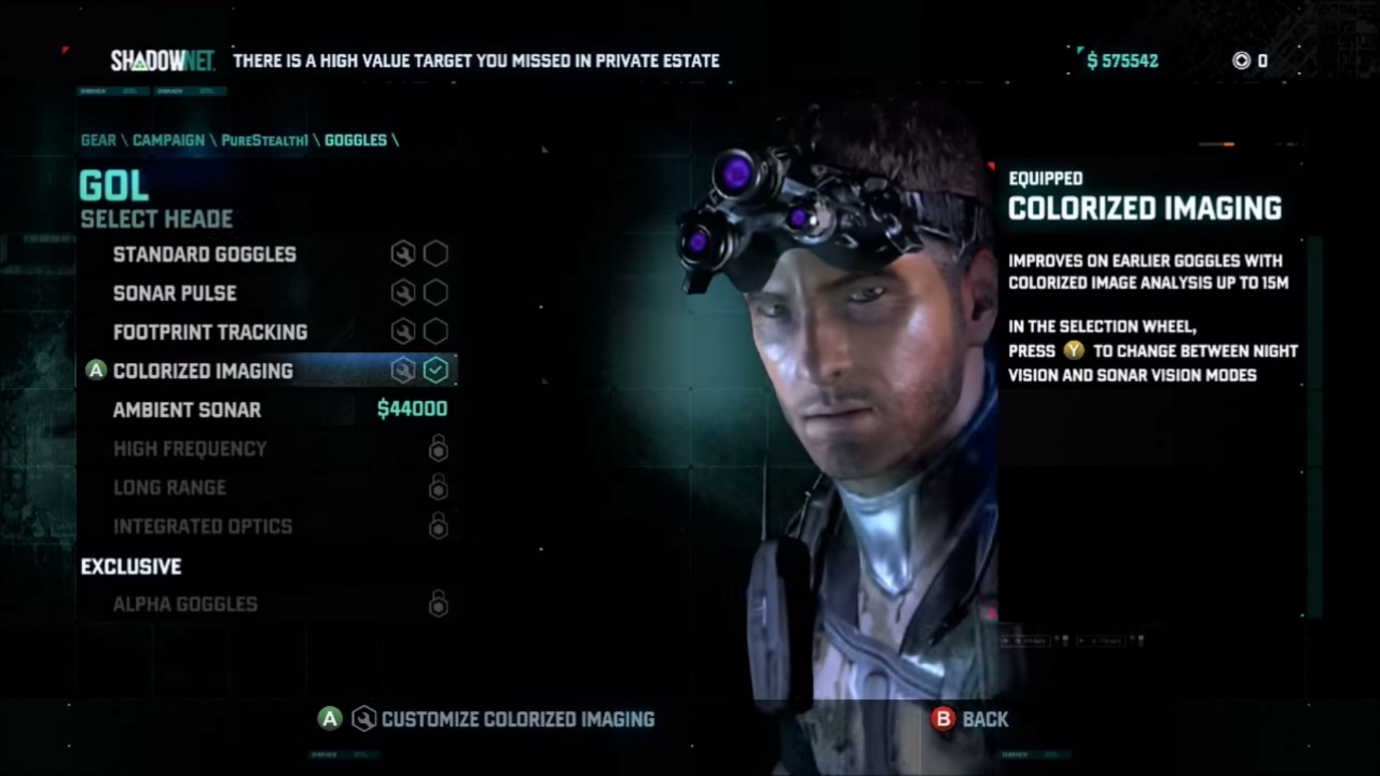 SHADOWNET. THERE IS A HIGH VALUE TARGET YOU MISSED IN PRIVATE ESTATE $ 575542 0
OVERVIEW OVERVIEW
GEAR \ CAMPAIGN \ PURESTEALTH1 \ GOGGLES \
GOL
SELECT HEADE
STANDARD GOGGLES
SONAR PULSE
FOOTPRINT TRACKING
A COLORIZED IMAGING
AMBIENT SONAR $44000
HIGH FREQUENCY
LONG RANGE
INTEGRATED OPTICS
EXCLUSIVE
ALPHA GOGGLES
EQUIPPED
COLORIZED IMAGING
IMPROVES ON EARLIER GOGGLES WITH
COLORIZED IMAGE ANALYSIS UP TO 15M
IN THE SELECTION WHEEL,
PRESS Y TO CHANGE BETWEEN NIGHT
VISION AND SONAR VISION MODES
A CUSTOMIZE COLORIZED IMAGING B BACK